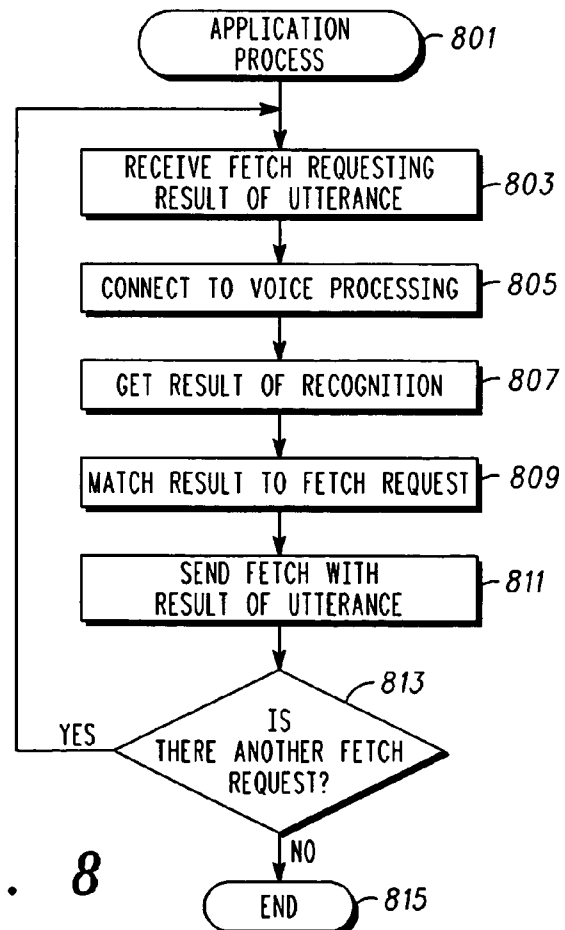 APPLICATION
PROCESS
801
RECEIVE FETCH REQUESTING
RESULT OF UTTERANCE
803
CONNECT TO VOICE PROCESSING
805
GET RESULT OF RECOGNITION
807
MATCH RESULT TO FETCH REQUEST
809
SEND FETCH WITH
RESULT OF UTTERANCE
811
813
IS
THERE ANOTHER FETCH
REQUEST?
YES
NO
. 8
END
815